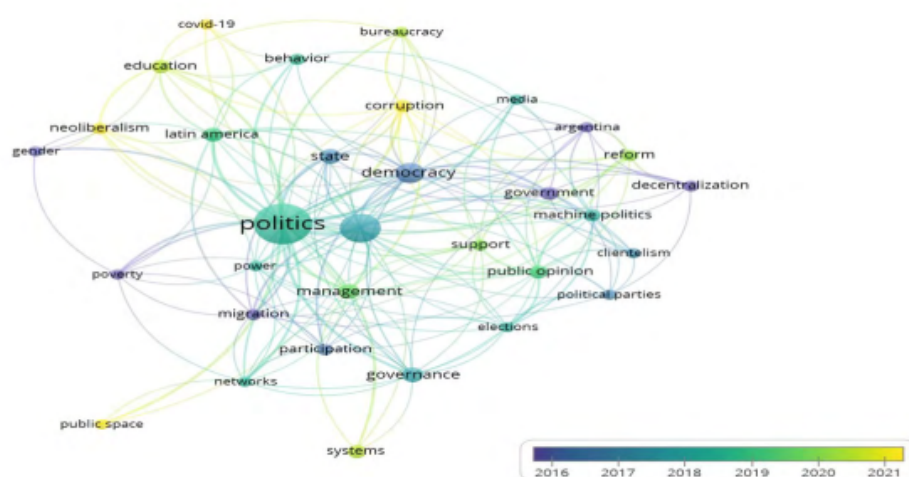 covid-19
bureaucracy
behavior
education
media
corruption
argentina
neoliberalism
latin america
gender
state
reform
democracy
decentralization
government
machine politics
politics
support
clientelism
power
public opinion
poverty
management
political parties
migration
elections
participation
governance
networks
public space
systems
2016 2017 2018 2019 2020 2021